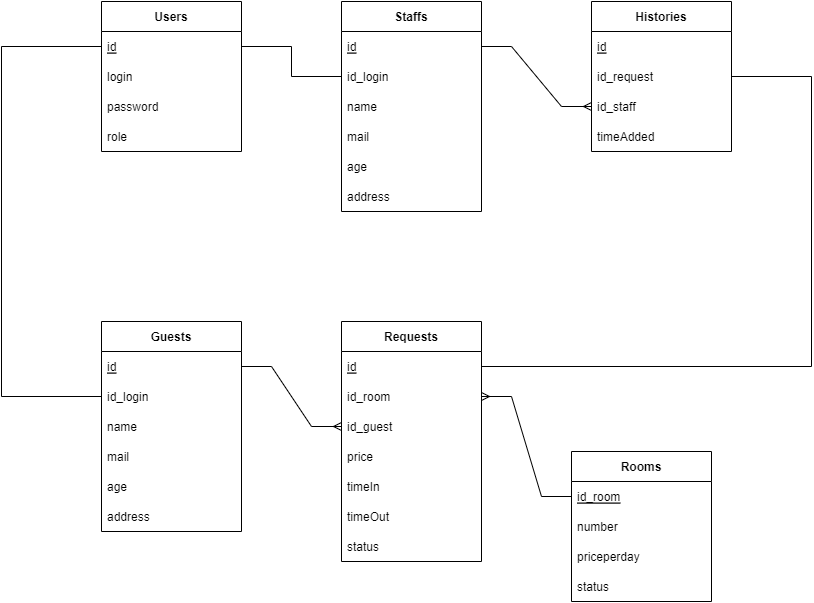 Users
id
login
password
role
Staffs
id
id_login
name
mail
age
address
Histories
id
id_request
id_staff
timeAdded
Guests
id
id_login
name
mail
age
address
Requests
id
id_room
id_guest
price
timeIn
timeOut
status
Rooms
id_room
number
priceperday
status